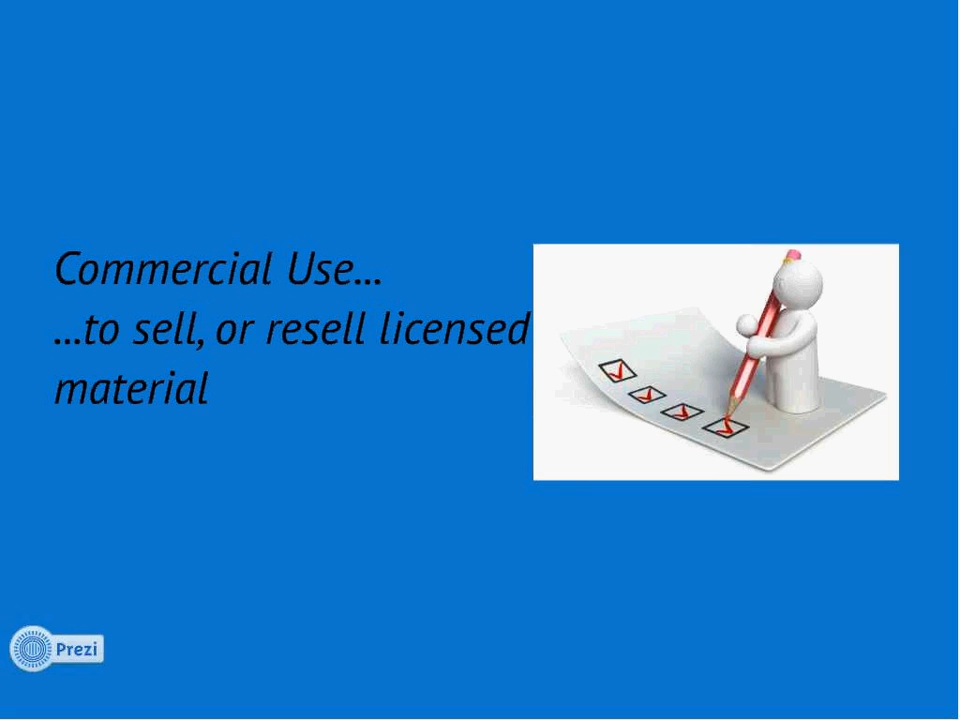 Commercial Use...
...to sell, or resell licensed
material
Prezi